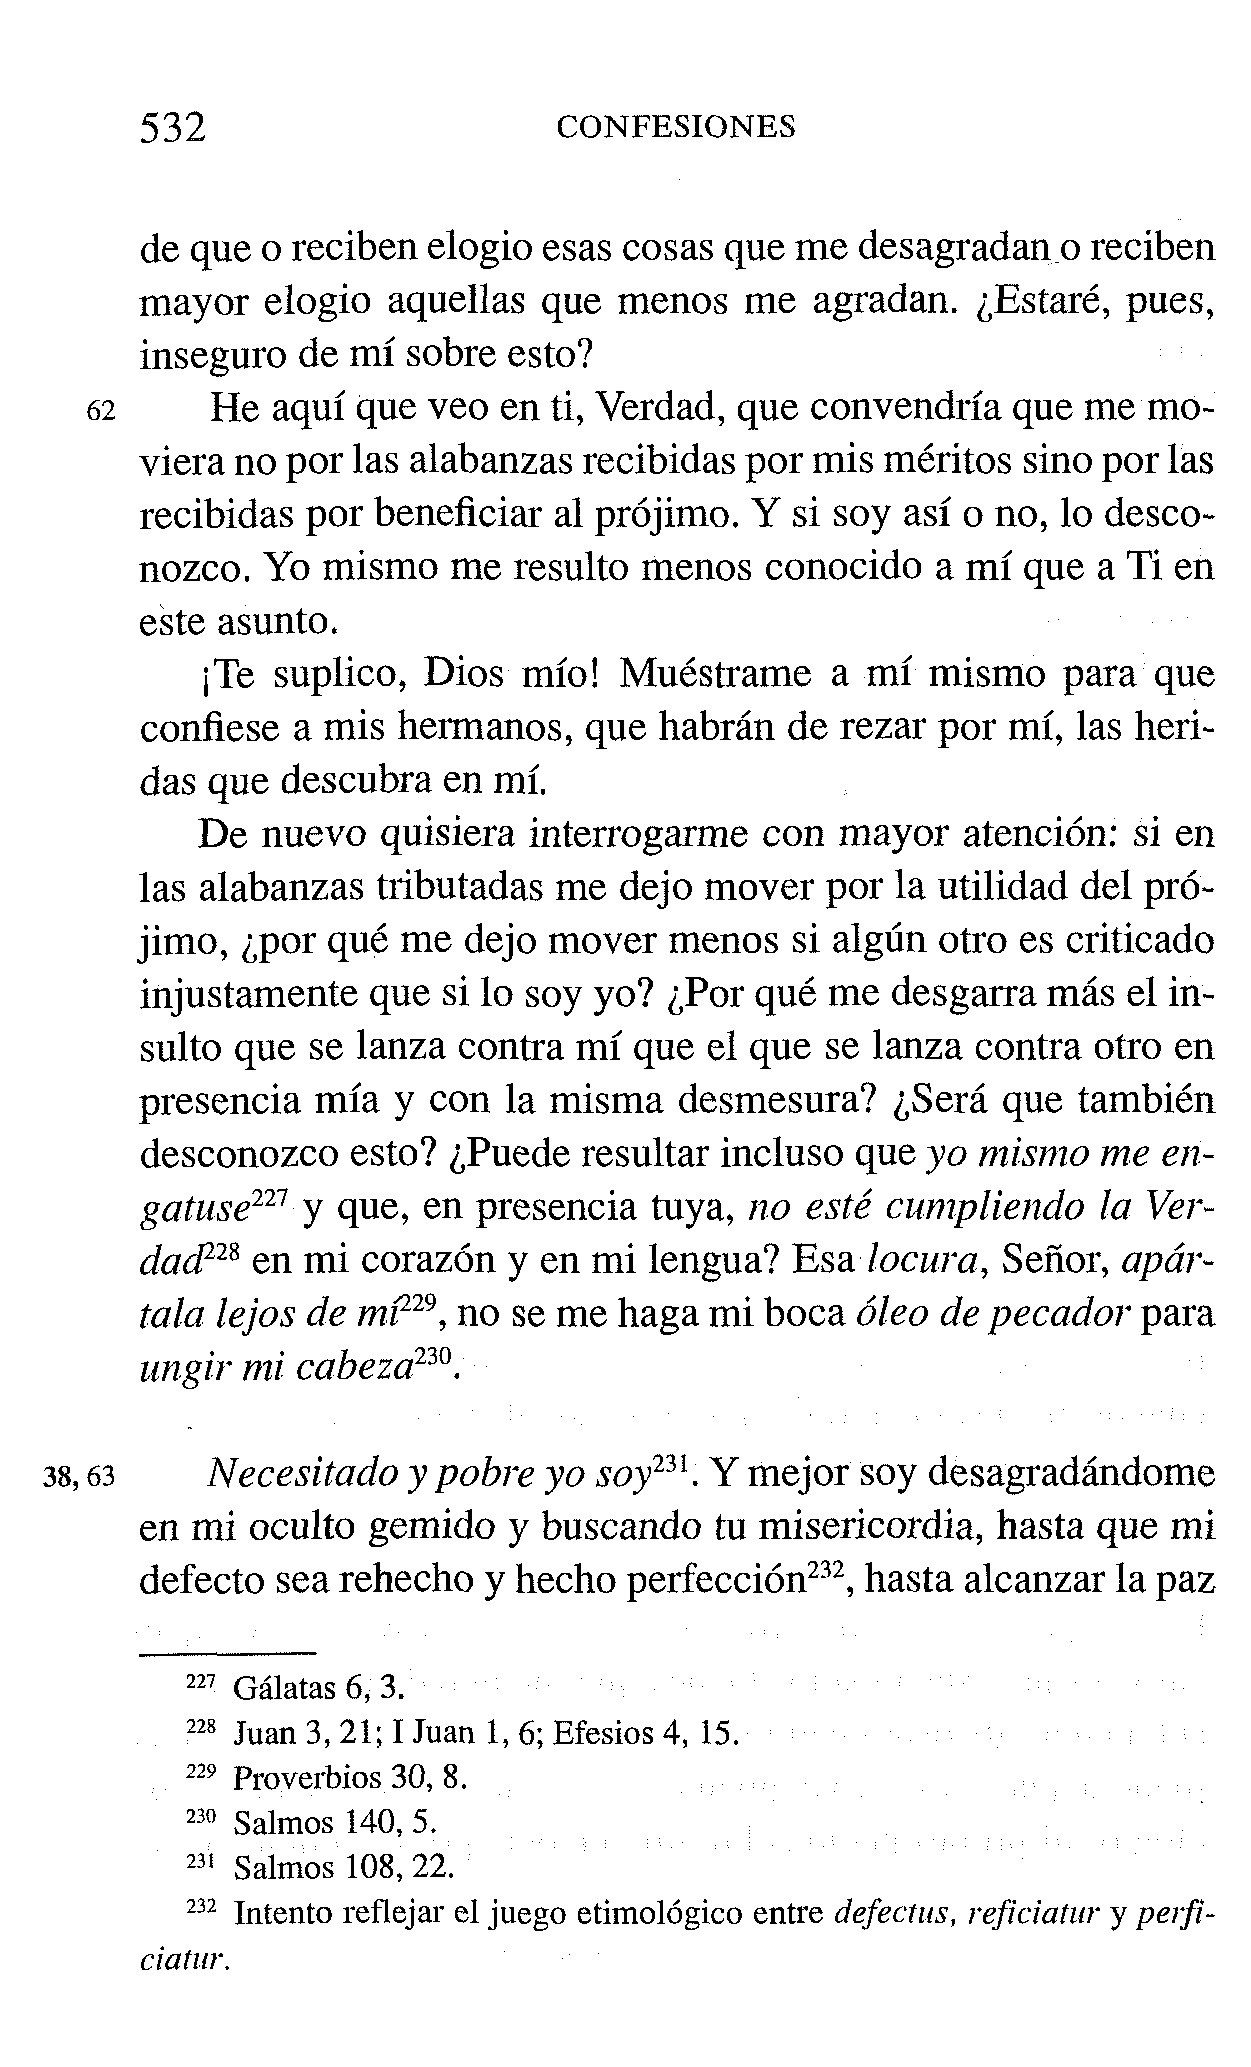 532 CONFESIONES
de que o reciben elogio esas cosas que me desagradan o reciben
mayor elogio aquellas que menos me agradan. ¿Estaré, pues,
inseguro de mí sobre esto?
62 He aquí que veo en ti, Verdad, que convendría que me mo-
viera no por las alabanzas recibidas por mis méritos sino por las
recibidas por beneficiar al prójimo. Y si soy así o no, lo desco-
nozco. Yo mismo me resulto menos conocido a mí que a Ti en
este asunto.
¡Te suplico, Dios mío! Muéstrame a mí mismo para que
confiese a mis hermanos, que habrán de rezar por mí, las heri-
das que descubra en mí.
De nuevo quisiera interrogarme con mayor atención: si en
las alabanzas tributadas me dejo mover por la utilidad del pró-
jimo, ¿por qué me dejo mover menos si algún otro es criticado
injustamente que si lo soy yo? ¿Por qué me desgarra más el in-
sulto que se lanza contra mí que el que se lanza contra otro en
presencia mía y con la misma desmesura? ¿Será que también
desconozco esto? ¿Puede resultar incluso que yo mismo me en-
gatuse²²⁷ y que, en presencia tuya, no esté cumpliendo la Ver-
dad²²⁸ en mi corazón y en mi lengua? Esa locura, Señor, apár-
tala lejos de mí²²⁹, no se me haga mi boca óleo de pecador para
ungir mi cabeza²³⁰.
38, 63 Necesitado y pobre yo soy²³¹. Y mejor soy desagradándome
en mi oculto gemido y buscando tu misericordia, hasta que mi
defecto sea rehecho y hecho perfección²³², hasta alcanzar la paz
²²⁷ Gálatas 6, 3.
²²⁸ Juan 3, 21; I Juan 1, 6; Efesios 4, 15.
²²⁹ Proverbios 30, 8.
²³⁰ Salmos 140, 5.
²³¹ Salmos 108, 22.
²³² Intento reflejar el juego etimológico entre defectus, reficiatur y perfi-
ciatur.